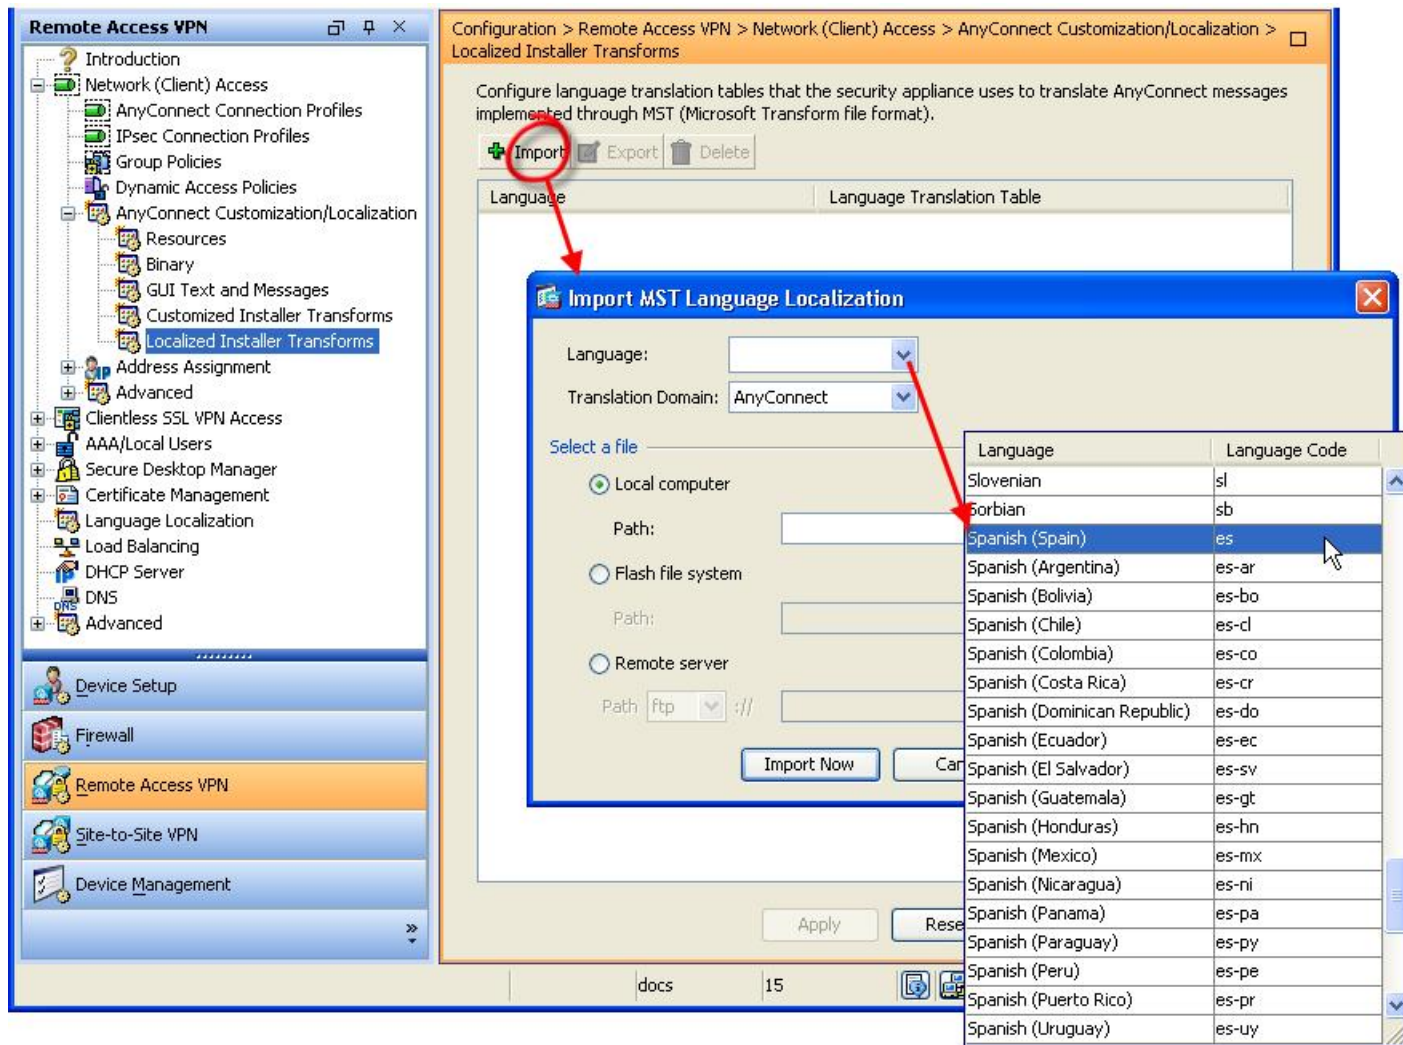 Remote Access VPN
Introduction
Network (Client) Access
AnyConnect Connection Profiles
IPsec Connection Profiles
Group Policies
Dynamic Access Policies
AnyConnect Customization/Localization
Resources
Binary
GUI Text and Messages
Customized Installer Transforms
Localized Installer Transforms
Address Assignment
Advanced
Clientless SSL VPN Access
AAA/Local Users
Secure Desktop Manager
Certificate Management
Language Localization
Load Balancing
DHCP Server
DNS
Advanced
Device Setup
Firewall
Remote Access VPN
Site-to-Site VPN
Device Management
Configuration > Remote Access VPN > Network (Client) Access > AnyConnect Customization/Localization >
Localized Installer Transforms
Configure language translation tables that the security appliance uses to translate AnyConnect messages
implemented through MST (Microsoft Transform file format).
Import Export Delete
Language Language Translation Table
Import MST Language Localization
Language:
Translation Domain: AnyConnect
Select a file
Local computer
Path:
Flash file system
Path:
Remote server
Path ftp ://
Import Now
Language Language Code
Slovenian sl
Sorbian sb
Spanish (Spain) es
Spanish (Argentina) es-ar
Spanish (Bolivia) es-bo
Spanish (Chile) es-cl
Spanish (Colombia) es-co
Spanish (Costa Rica) es-cr
Spanish (Dominican Republic) es-do
Spanish (Ecuador) es-ec
Spanish (El Salvador) es-sv
Spanish (Guatemala) es-gt
Spanish (Honduras) es-hn
Spanish (Mexico) es-mx
Spanish (Nicaragua) es-ni
Spanish (Panama) es-pa
Spanish (Paraguay) es-py
Spanish (Peru) es-pe
Spanish (Puerto Rico) es-pr
Spanish (Uruguay) es-uy
Apply
docs 15